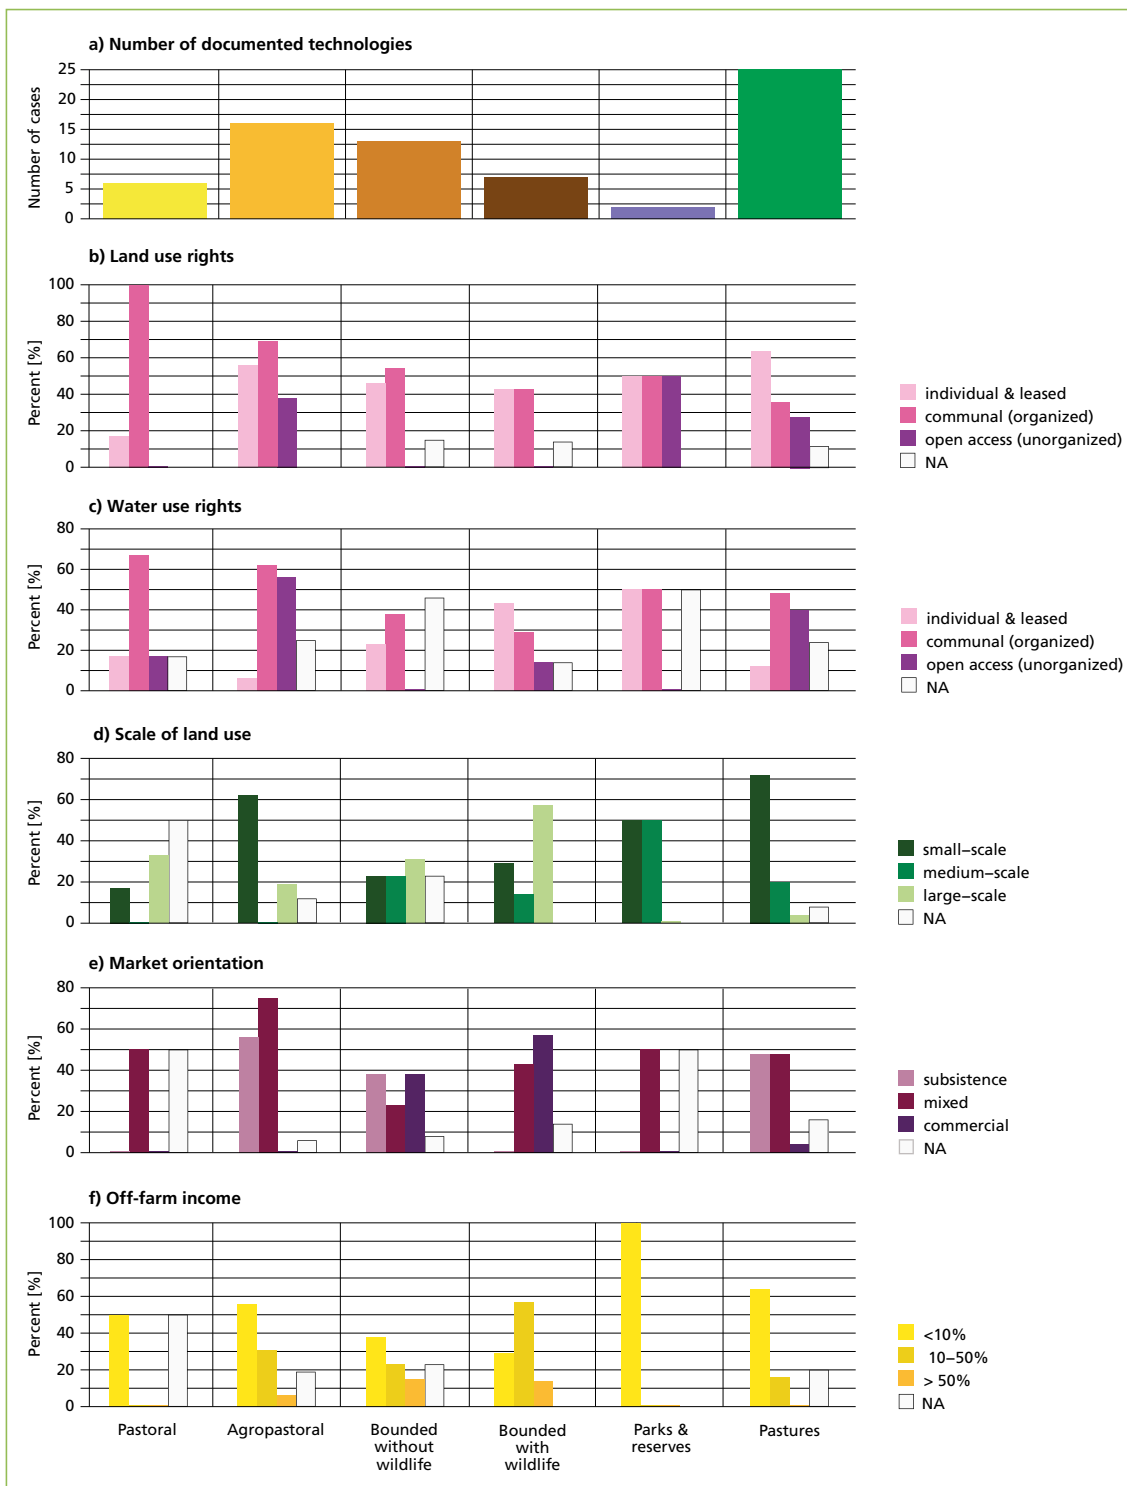 a) Number of documented technologies
Number of cases
25
20
15
10
5
0
b) Land use rights
Percent [%]
100
80
60
40
20
0
individual & leased
communal (organized)
open access (unorganized)
NA
c) Water use rights
Percent [%]
80
60
40
20
0
individual & leased
communal (organized)
open access (unorganized)
NA
d) Scale of land use
Percent [%]
80
60
40
20
0
small–scale
medium–scale
large–scale
NA
e) Market orientation
Percent [%]
80
60
40
20
0
subsistence
mixed
commercial
NA
f) Off-farm income
Percent [%]
100
80
60
40
20
0
<10%
10–50%
> 50%
NA
Pastoral
Agropastoral
Bounded
without
wildlife
Bounded
with
wildlife
Parks &
reserves
Pastures